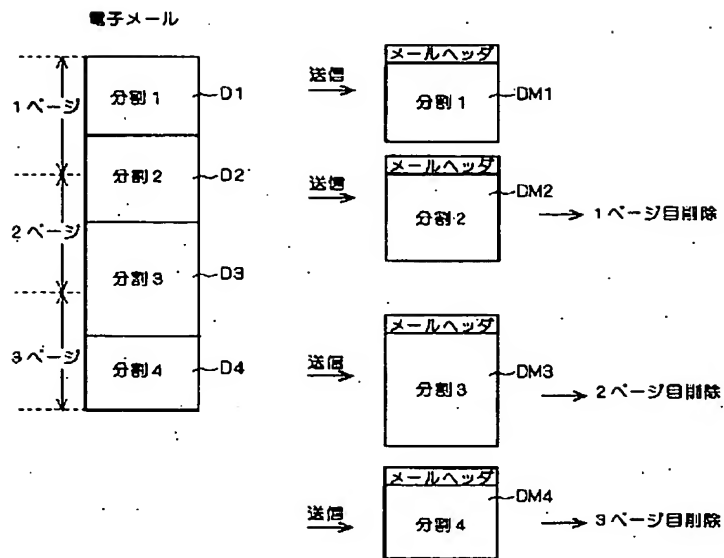 電子メール
1ページ
2ページ
3ページ
分割1
D1
分割2
D2
分割3
D3
分割4
D4
送信
メールヘッダ
分割1
DM1
送信
メールヘッダ
分割2
DM2
1ページ目削除
送信
メールヘッダ
分割3
DM3
2ページ目削除
送信
メールヘッダ
分割4
DM4
3ページ目削除